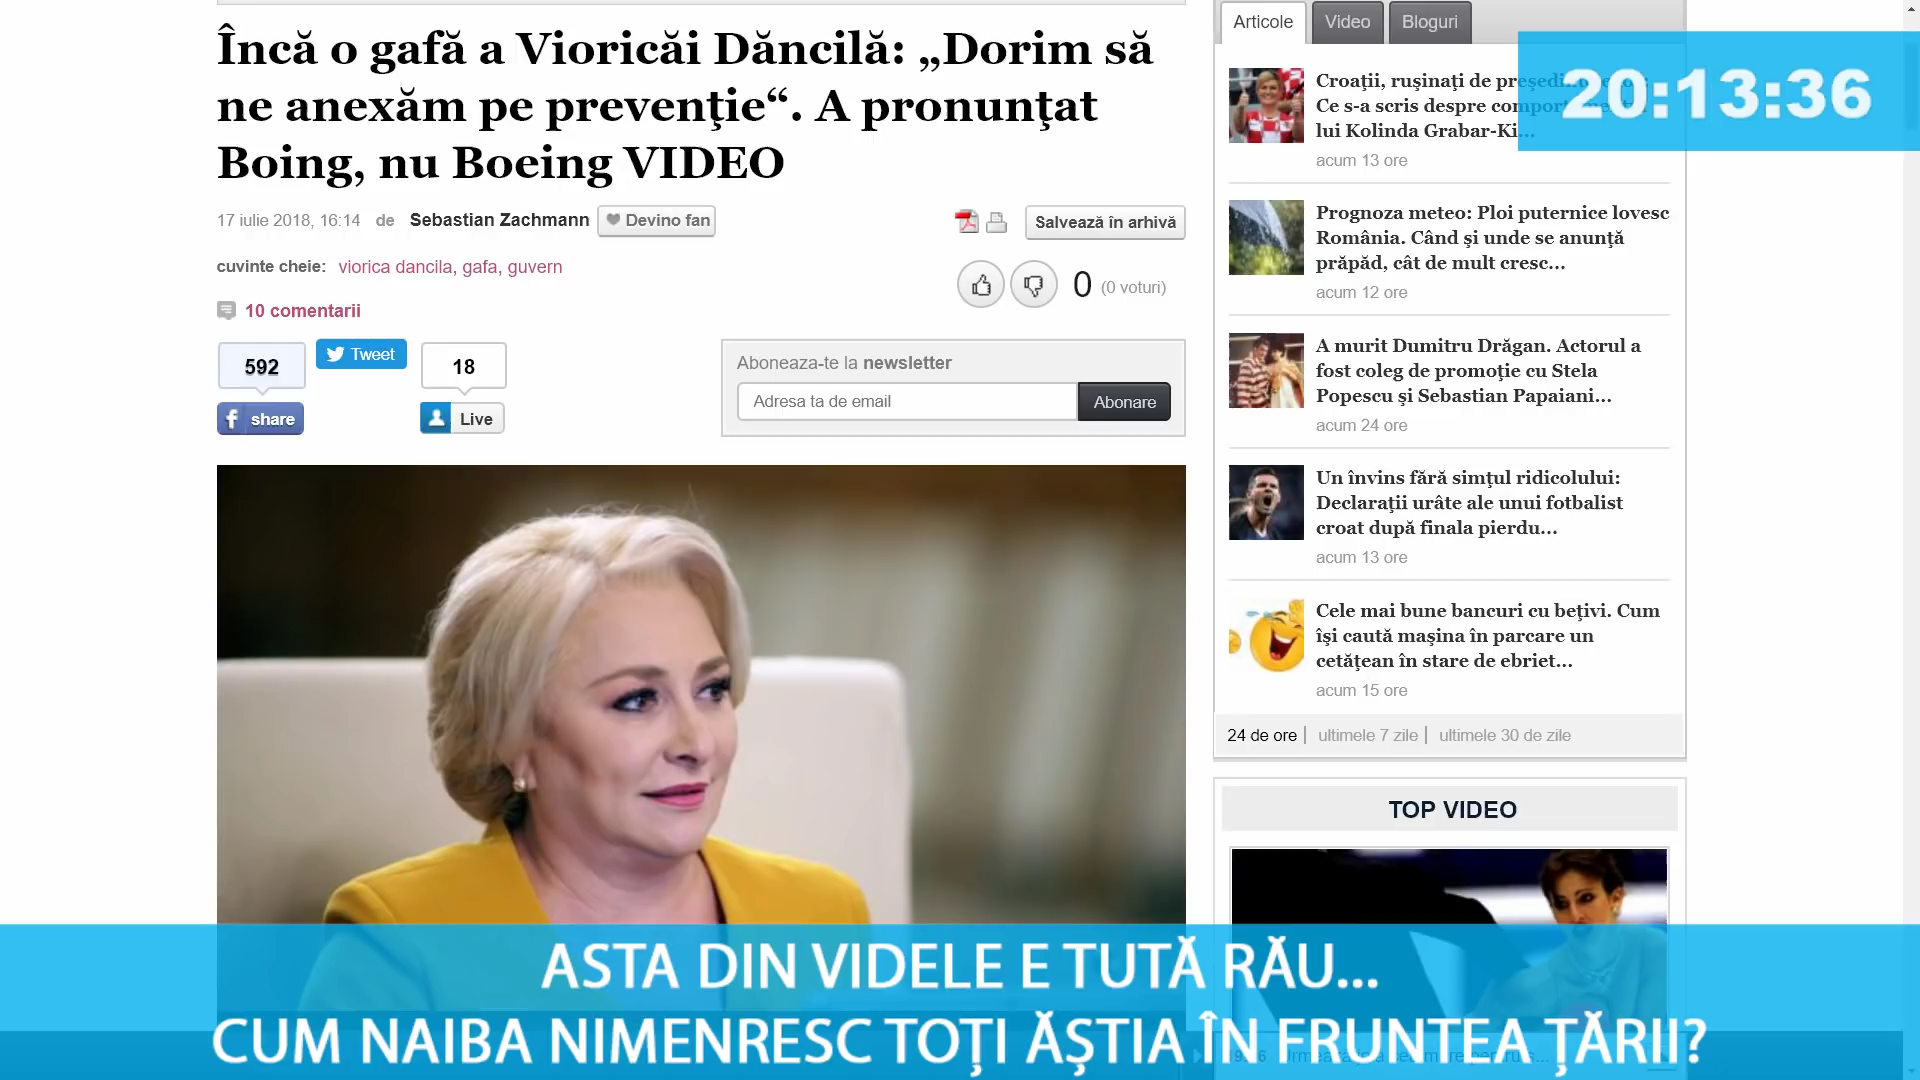 Încă o gafă a Vioricăi Dăncilă: „Dorim să
ne anexăm pe prevenţie“. A pronunţat
Boing, nu Boeing VIDEO
17 iulie 2018, 16:14 de Sebastian Zachmann Devino fan
Salvează în arhivă
cuvinte cheie: viorica dancila, gafa, guvern
0 (0 voturi)
10 comentarii
592
Tweet
18
share
Live
Aboneaza-te la newsletter
Adresa ta de email
Abonare
Articole
Video
Bloguri
20:13:36
Croaţii, ruşinaţi de
Ce s-a scris despre
lui Kolinda Grabar-Ki...
acum 13 ore
Prognoza meteo: Ploi puternice lovesc
România. Când şi unde se anunţă
prăpăd, cât de mult cresc...
acum 12 ore
A murit Dumitru Drăgan. Actorul a
fost coleg de promoţie cu Stela
Popescu şi Sebastian Papaiani...
acum 24 ore
Un învins fără simţul ridicolului:
Declaraţii urâte ale unui fotbalist
croat după finala pierdu...
acum 13 ore
Cele mai bune bancuri cu beţivi. Cum
îşi caută maşina în parcare un
cetăţean în stare de ebriet...
acum 15 ore
24 de ore | ultimele 7 zile | ultimele 30 de zile
TOP VIDEO
ASTA DIN VIDELE E TUTĂ RĂU...
CUM NAIBA NIMENRESC TOȚI ĂȘTIA ÎN FRUNTEA ȚĂRII?